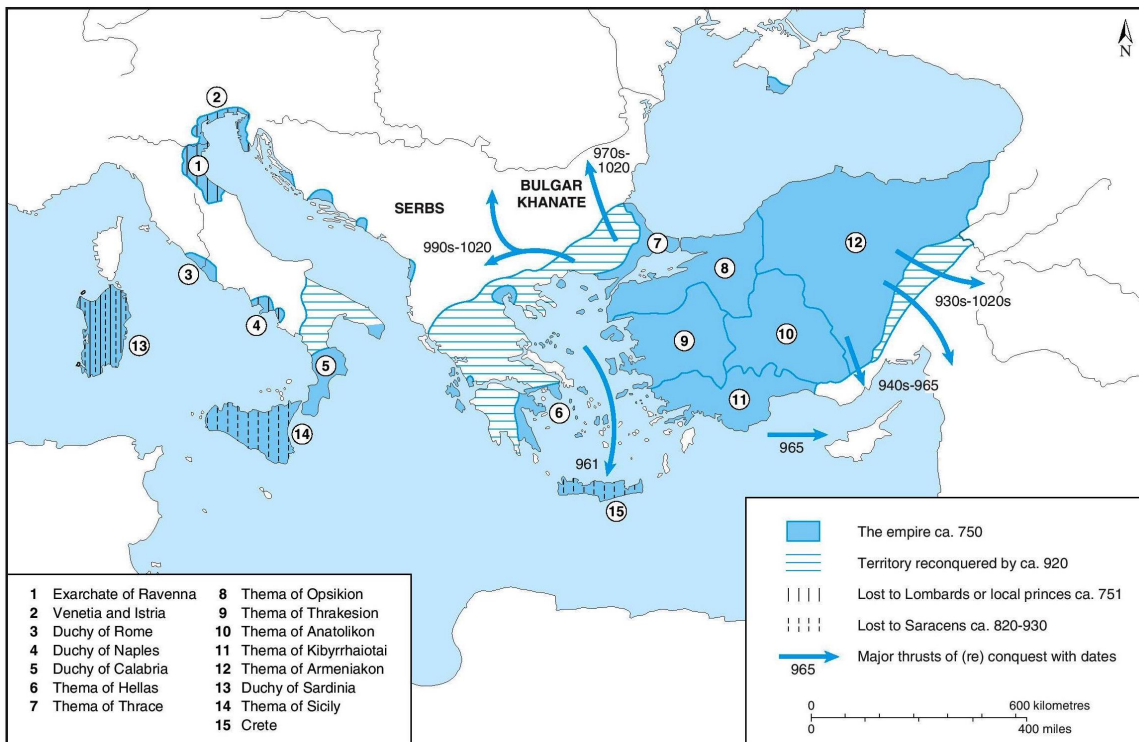 N
2
1
970s-
1020
BULGAR
KHANATE
SERBS
990s-1020
7
12
8
3
930s-1020s
4
13
9
10
5
940s-965
11
6
14
965
961
15
1 Exarchate of Ravenna
2 Venetia and Istria
3 Duchy of Rome
4 Duchy of Naples
5 Duchy of Calabria
6 Thema of Hellas
7 Thema of Thrace
8 Thema of Opsikion
9 Thema of Thrakesion
10 Thema of Anatolikon
11 Thema of Kibyrrhaiotai
12 Thema of Armeniakon
13 Duchy of Sardinia
14 Thema of Sicily
15 Crete
The empire ca. 750
Territory reconquered by ca. 920
Lost to Lombards or local princes ca. 751
Lost to Saracens ca. 820-930
Major thrusts of (re) conquest with dates
965
0 600 kilometres
0 400 miles